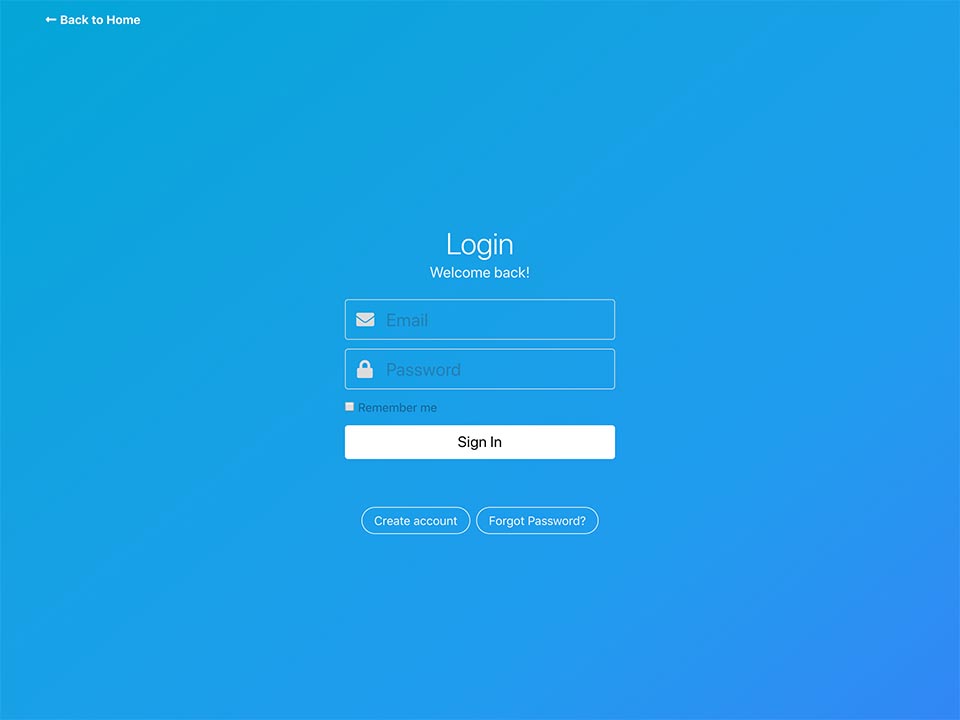 ← Back to Home
Login
Welcome back!
Email
Password
Remember me
Sign In
Create account
Forgot Password?